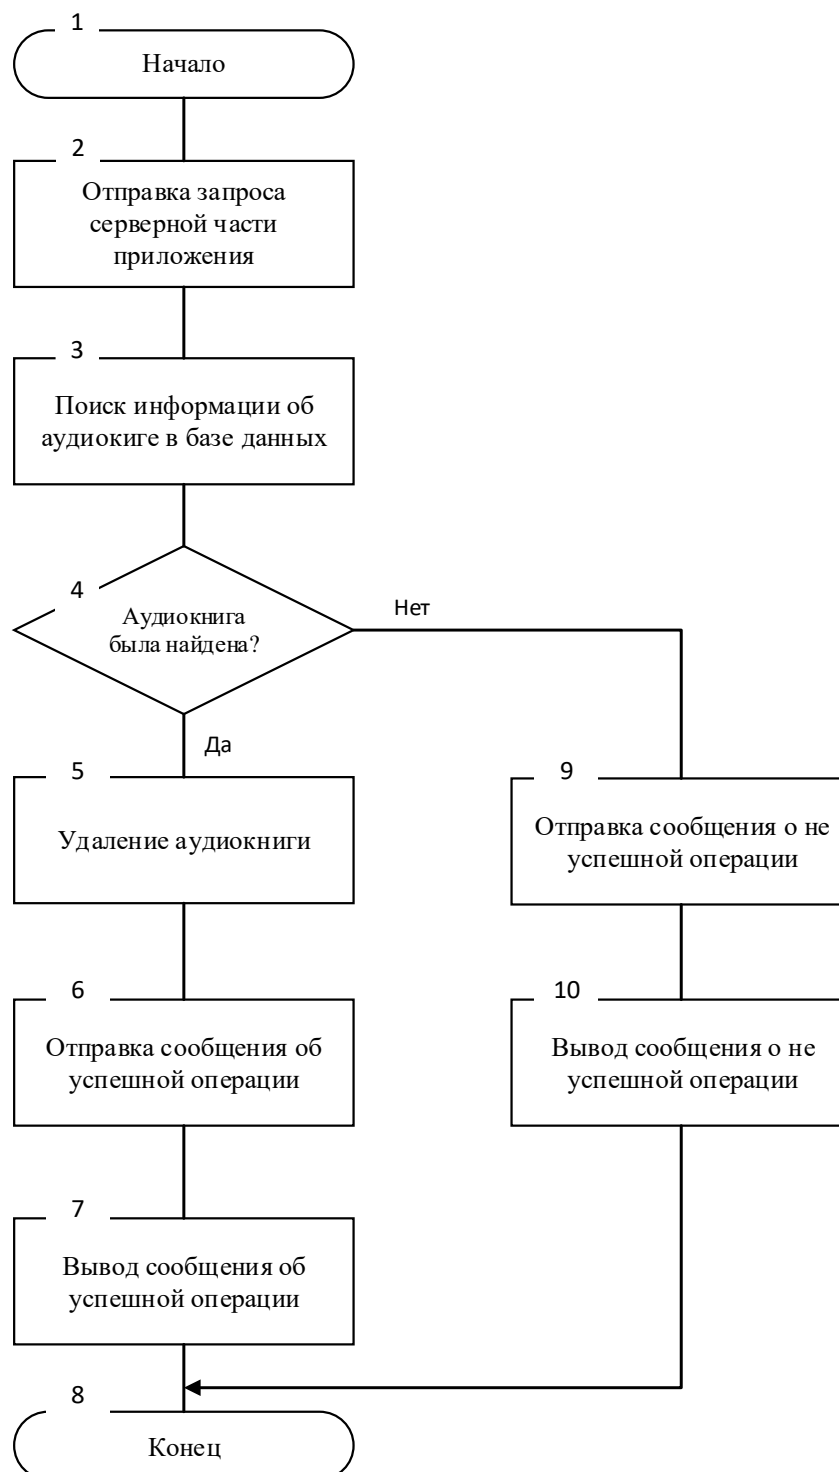 1
Начало
2
Отправка запроса
серверной части
приложения
3
Поиск информации об
аудиокиге в базе данных
4
Аудиокнига
была найдена?
Нет
Да
5
Удаление аудиокниги
9
Отправка сообщения о не
успешной операции
6
Отправка сообщения об
успешной операции
10
Вывод сообщения о не
успешной операции
7
Вывод сообщения об
успешной операции
8
Конец